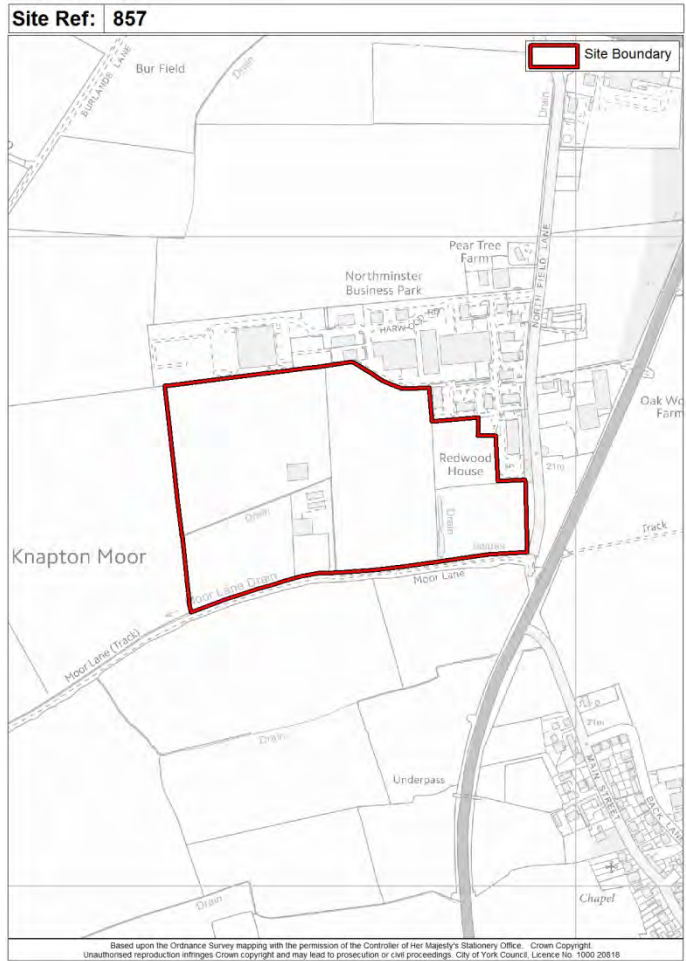 Site Ref: 857
Site Boundary
BURLANDS LANE
Bur Field
Drain
Drain
Pear Tree
Farm
NORTH FIELD LANE
Northminster
Business Park
HARWOOD RD
Oak
Farm
Redwood
House
21m
Drain
Drain
Track
Knapton Moor
Moor Lane Drain
Moor Lane
Moor Lane (Track)
Drain
21m
MAIN STREET
BACK LANE
Underpass
Drain
Chapel
Based upon the Ordnance Survey mapping with the permission of the Controller of Her Majesty's Stationery Office. Crown Copyright.
Unauthorised reproduction infringes Crown copyright and may lead to prosecution or civil proceedings. City of York Council, Licence No. 1000 20818